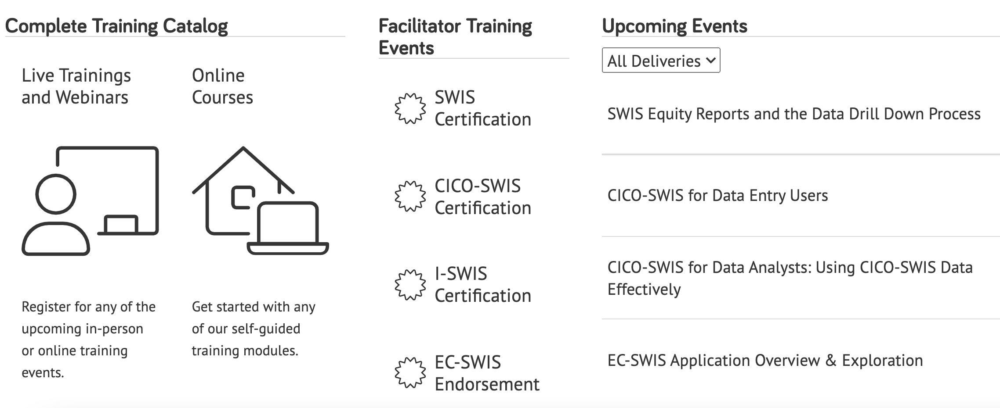 Complete Training Catalog
Live Trainings
and Webinars
Register for any of the
upcoming in-person
or online training
events.
Online
Courses
Get started with any
of our self-guided
training modules.
Facilitator Training
Events
SWIS
Certification
CICO-SWIS
Certification
I-SWIS
Certification
EC-SWIS
Endorsement
Upcoming Events
All Deliveries
SWIS Equity Reports and the Data Drill Down Process
CICO-SWIS for Data Entry Users
CICO-SWIS for Data Analysts: Using CICO-SWIS Data
Effectively
EC-SWIS Application Overview & Exploration